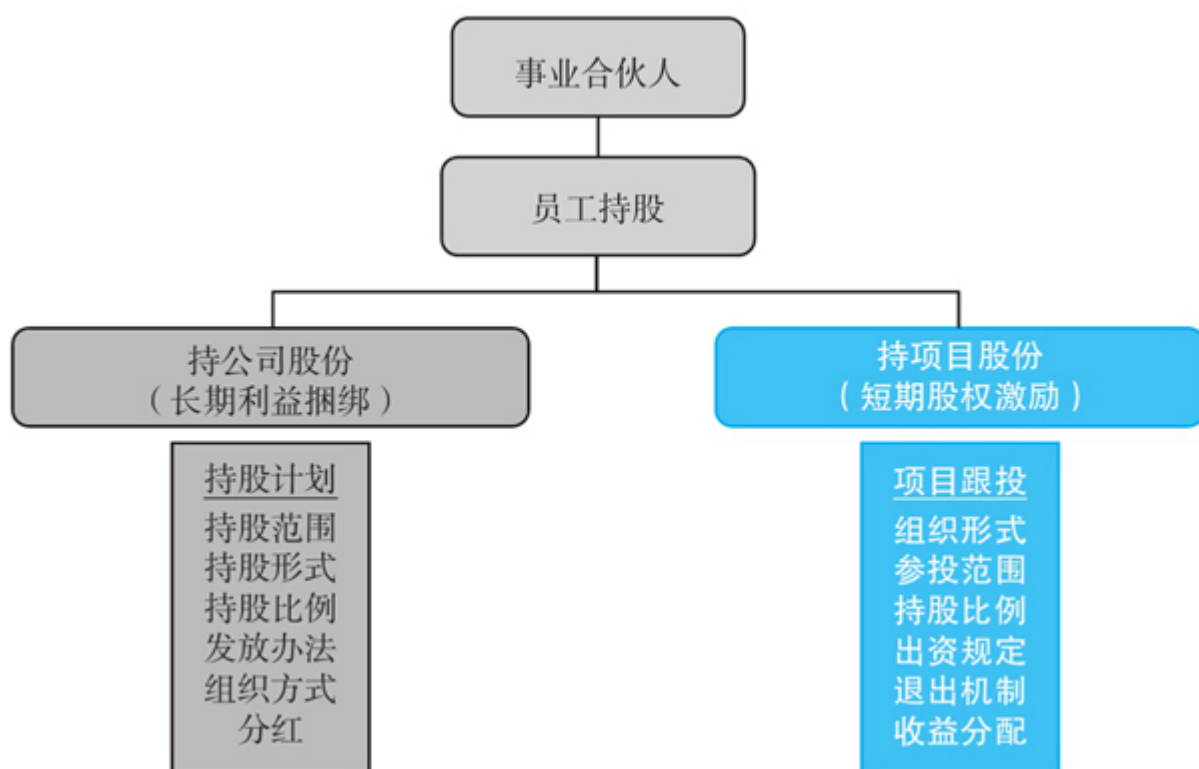 事业合伙人
员工持股
持公司股份
（长期利益捆绑）
持股计划
持股范围
持股形式
持股比例
发放办法
组织方式
分红
持项目股份
（短期股权激励）
项目跟投
组织形式
参投范围
持股比例
出资规定
退出机制
收益分配